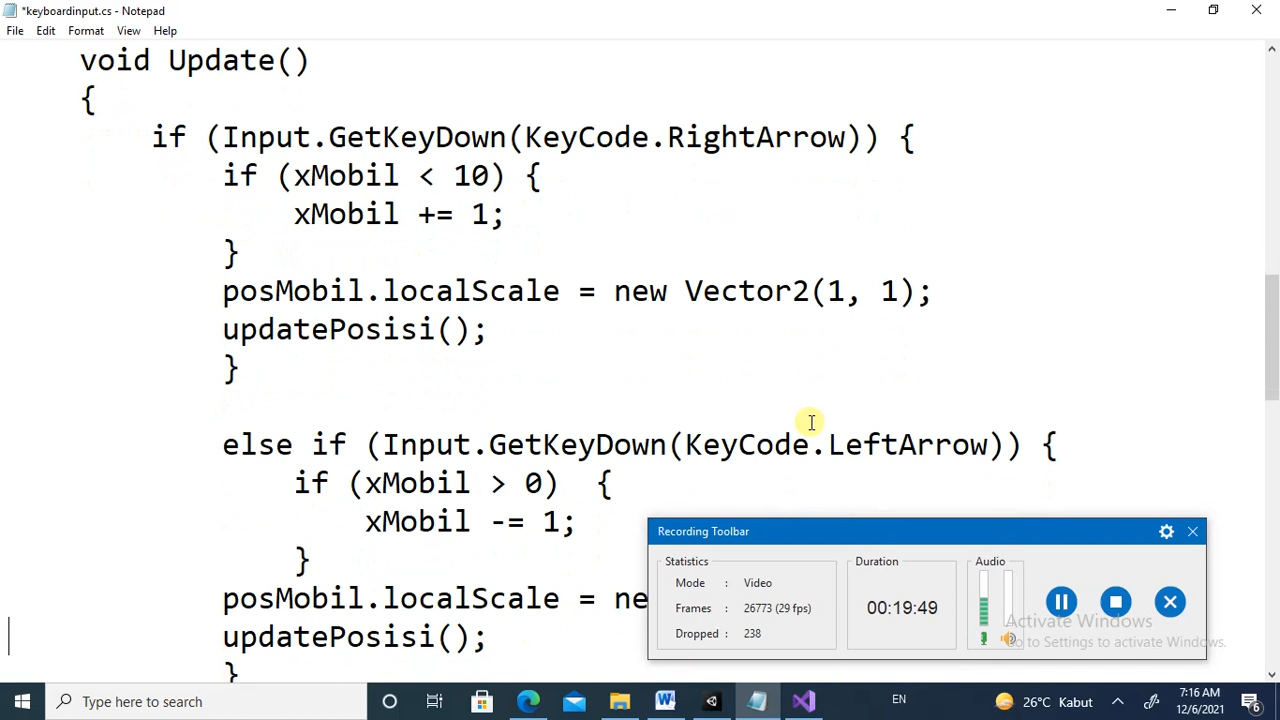 *keyboardinput.cs - Notepad
File Edit Format View Help
void Update()
{
if (Input.GetKeyDown(KeyCode.RightArrow)) {
if (xMobil < 10) {
xMobil += 1;
}
posMobil.localScale = new Vector2(1, 1);
updatePosisi();
}
else if (Input.GetKeyDown(KeyCode.LeftArrow)) {
if (xMobil > 0)  {
xMobil -= 1;
}
posMobil.localScale = ne
updatePosisi();
}
Recording Toolbar
Statistics
Mode : Video
Frames : 26773 (29 fps)
Dropped : 238
Duration
00:19:49
Audio
Activate Windows
Go to Settings to activate Windows.
Type here to search
EN
26°C Kabut
7:16 AM
12/6/2021
6